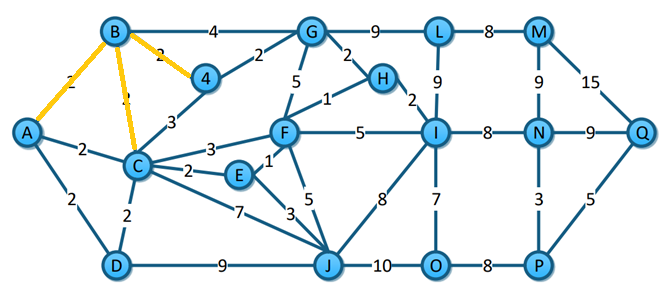 B 4 G 9 L 8 M
2 2 2
2 4 H
2 5 1 2 9 9 15
3
A 2 C 3 F 5 I 8 N 9 Q
2 E 1
2 2 7 3 5 8 7 3 5
D 9 J 10 O 8 P